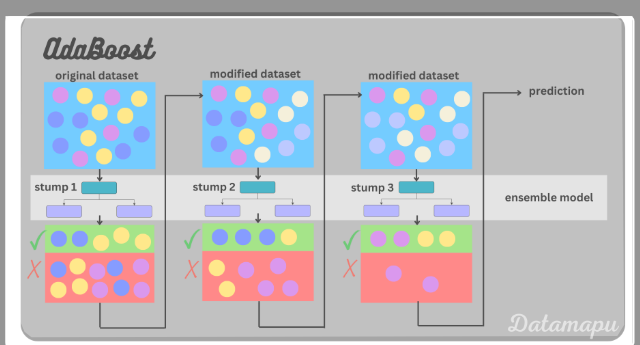 AdaBoost
original dataset
modified dataset
modified dataset
prediction
stump 1
stump 2
stump 3
ensemble model
Datamapu